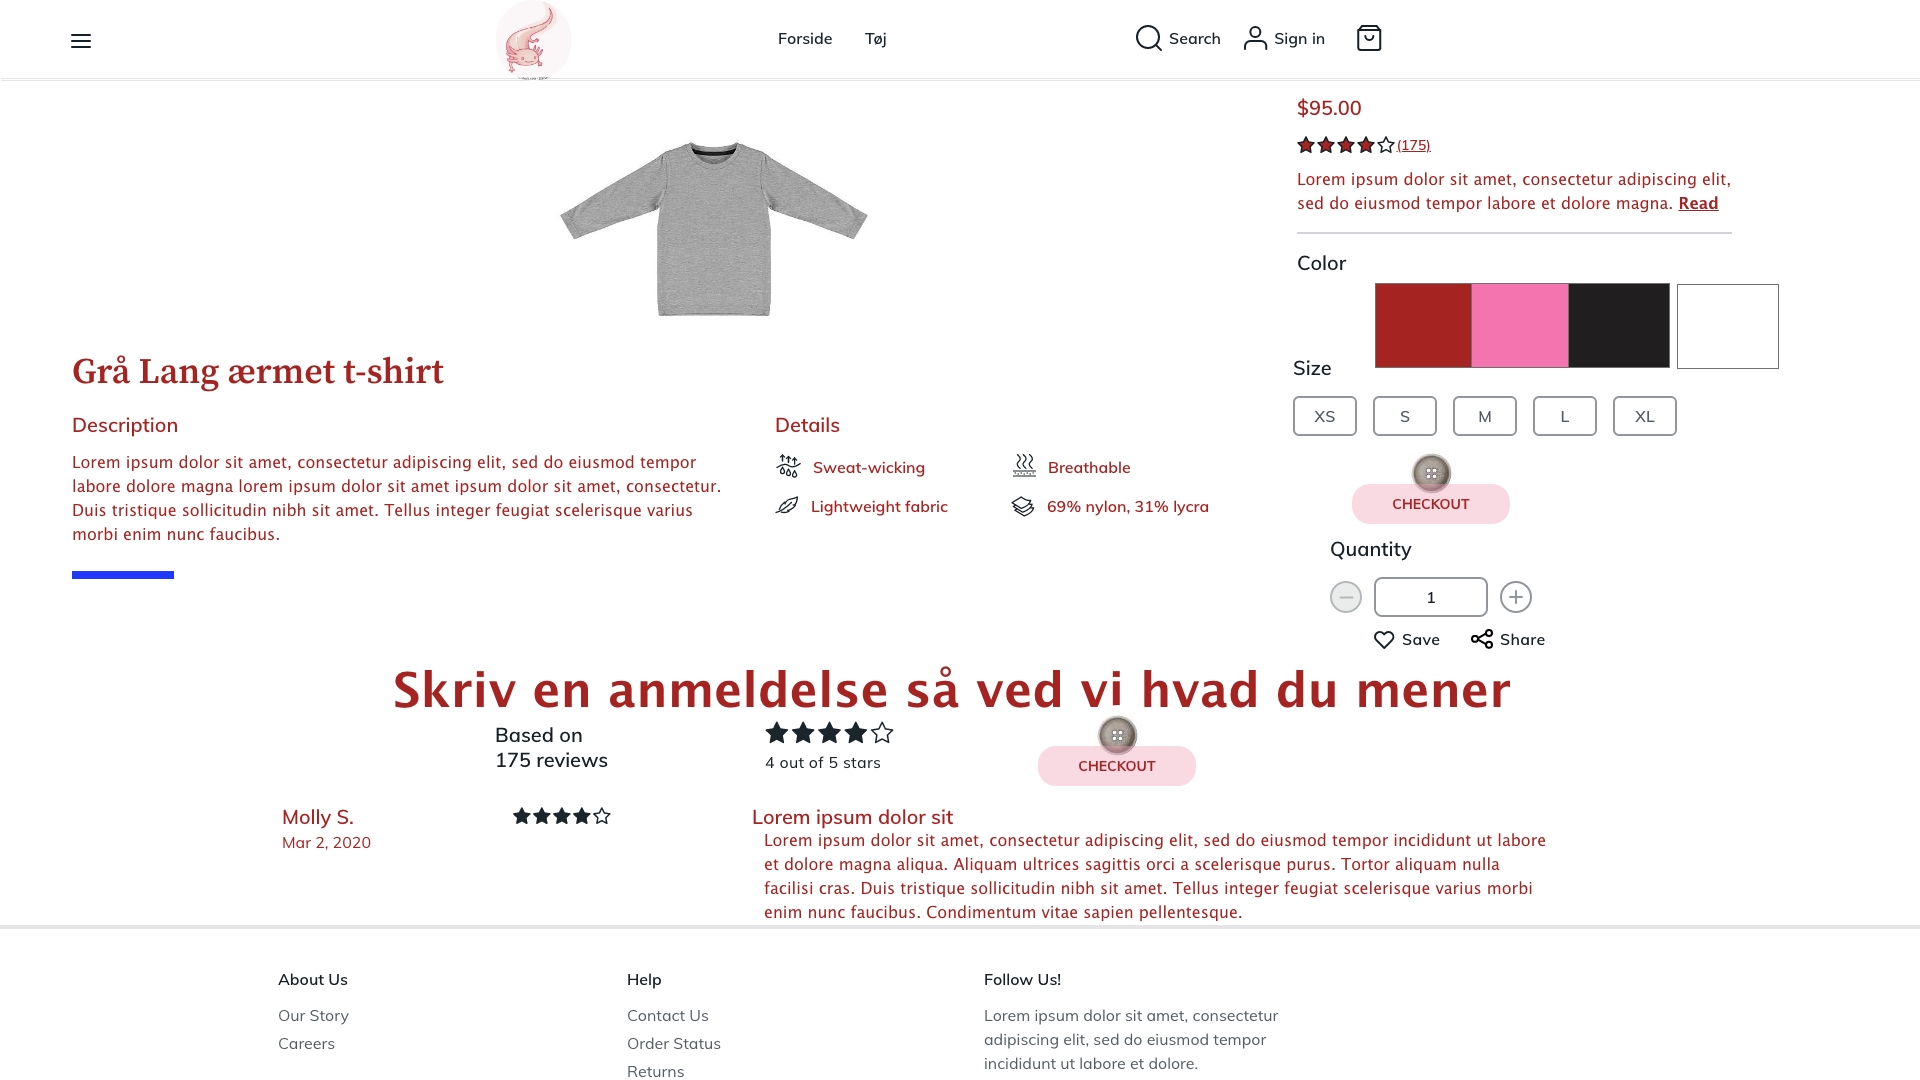 Forside
Tøj
Search
Sign in
$95.00
(175)
Lorem ipsum dolor sit amet, consectetur adipiscing elit,
sed do eiusmod tempor labore et dolore magna. Read
Color
Size
XS
S
M
L
XL
CHECKOUT
Quantity
1
Save
Share
Grå Lang ærmet t-shirt
Description
Lorem ipsum dolor sit amet, consectetur adipiscing elit, sed do eiusmod tempor
labore dolore magna lorem ipsum dolor sit amet ipsum dolor sit amet, consectetur.
Duis tristique sollicitudin nibh sit amet. Tellus integer feugiat scelerisque varius
morbi enim nunc faucibus.
Details
Sweat-wicking
Breathable
Lightweight fabric
69% nylon, 31% lycra
Skriv en anmeldelse så ved vi hvad du mener
Based on
175 reviews
4 out of 5 stars
CHECKOUT
Molly S.
Mar 2, 2020
Lorem ipsum dolor sit
Lorem ipsum dolor sit amet, consectetur adipiscing elit, sed do eiusmod tempor incididunt ut labore
et dolore magna aliqua. Aliquam ultrices sagittis orci a scelerisque purus. Tortor aliquam nulla
facilisi cras. Duis tristique sollicitudin nibh sit amet. Tellus integer feugiat scelerisque varius morbi
enim nunc faucibus. Condimentum vitae sapien pellentesque.
About Us
Our Story
Careers
Help
Contact Us
Order Status
Returns
Follow Us!
Lorem ipsum dolor sit amet, consectetur
adipiscing elit, sed do eiusmod tempor
incididunt ut labore et dolore.